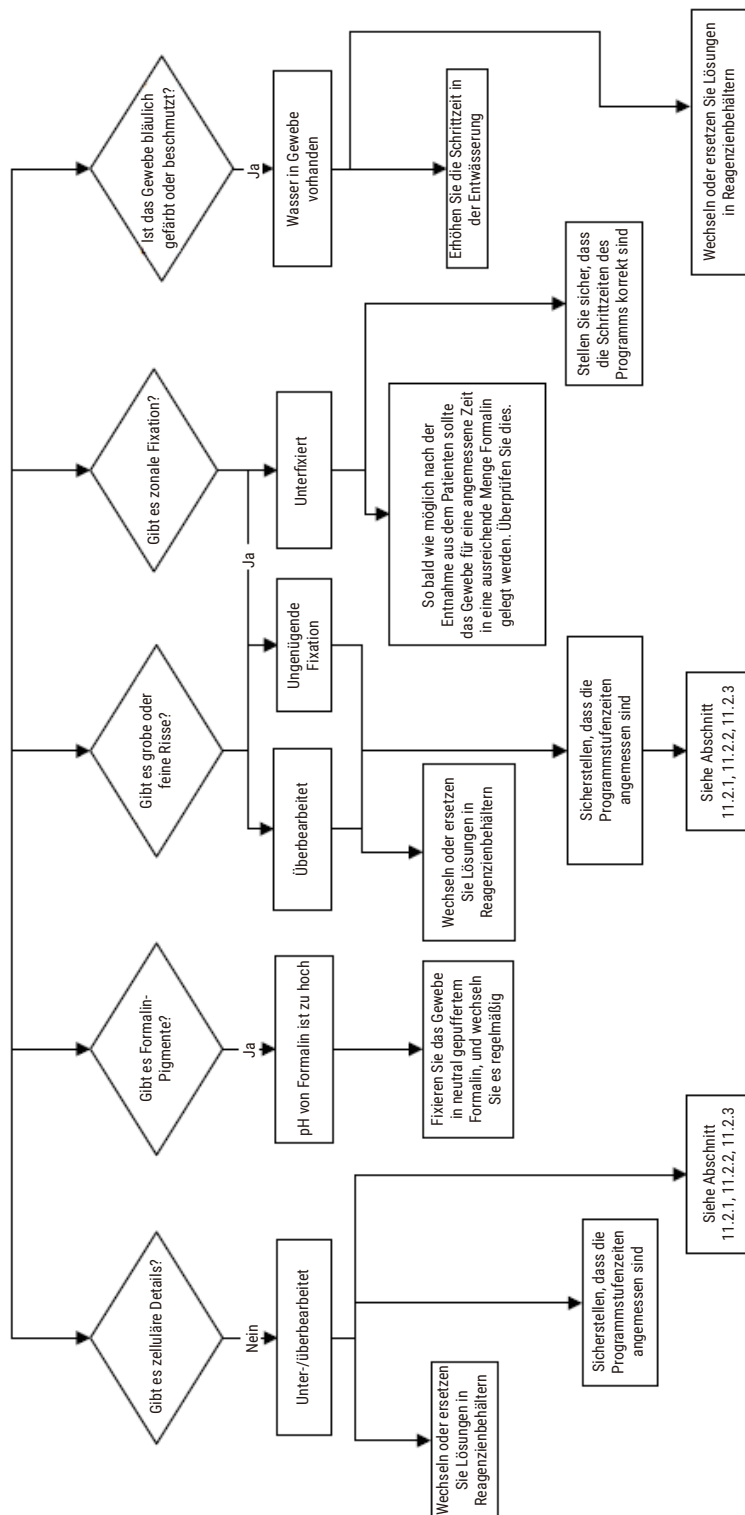 Gibt es zelluläre Details?
Nein
Unter-/überbearbeitet
Wechseln oder ersetzen
Sie Lösungen in
Reagenzienbehältern
Sicherstellen, dass die
Programmstufenzeiten
angemessen sind
Siehe Abschnitt
11.2.1, 11.2.2, 11.2.3
Gibt es Formalin-
Pigmente?
Ja
pH von Formalin ist zu hoch
Fixieren Sie das Gewebe
in neutral gepuffertem
Formalin, und wechseln
Sie es regelmäßig
Gibt es grobe oder
feine Risse?
Überbearbeitet
Ungenügende
Fixation
Wechseln oder ersetzen
Sie Lösungen in
Reagenzienbehältern
Sicherstellen, dass die
Programmstufenzeiten
angemessen sind
Siehe Abschnitt
11.2.1, 11.2.2, 11.2.3
Gibt es zonale Fixation?
Ja
Unterfixiert
So bald wie möglich nach der
Entnahme aus dem Patienten sollte
das Gewebe für eine angemessene Zeit
in eine ausreichende Menge Formalin
gelegt werden. Überprüfen Sie dies.
Stellen Sie sicher, dass
die Schrittzeiten des
Programms korrekt sind
Ist das Gewebe bläulich
gefärbt oder beschmutzt?
Ja
Wasser in Gewebe
vorhanden
Erhöhen Sie die Schrittzeit in
der Entwässerung
Wechseln oder ersetzen Sie Lösungen
in Reagenzienbehältern